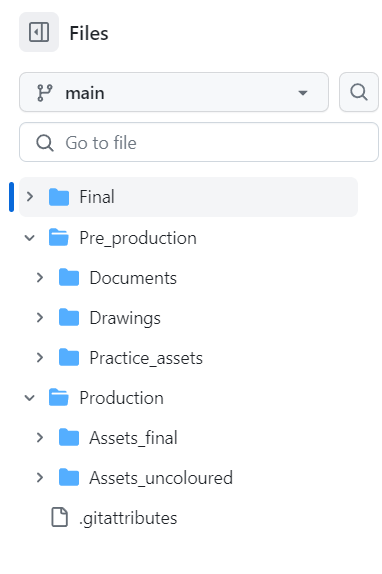 Files
main
Go to file
Final
Pre_production
Documents
Drawings
Practice_assets
Production
Assets_final
Assets_uncoloured
.gitattributes